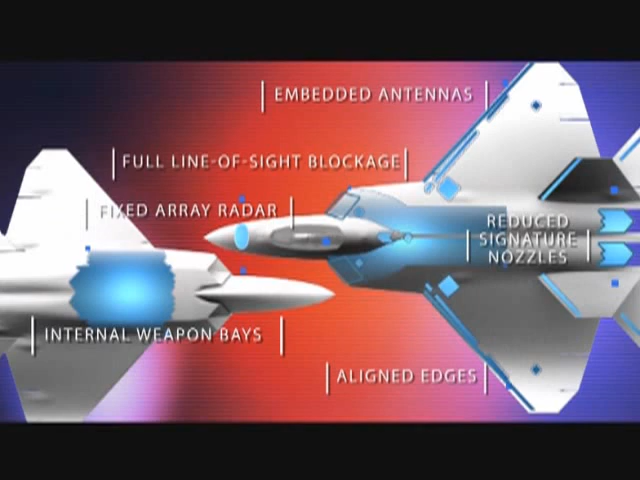 EMBEDDED ANTENNAS
FULL LINE-OF-SIGHT BLOCKAGE
FIXED ARRAY RADAR
REDUCED
SIGNATURE
NOZZLES
INTERNAL WEAPON BAYS
ALIGNED EDGES